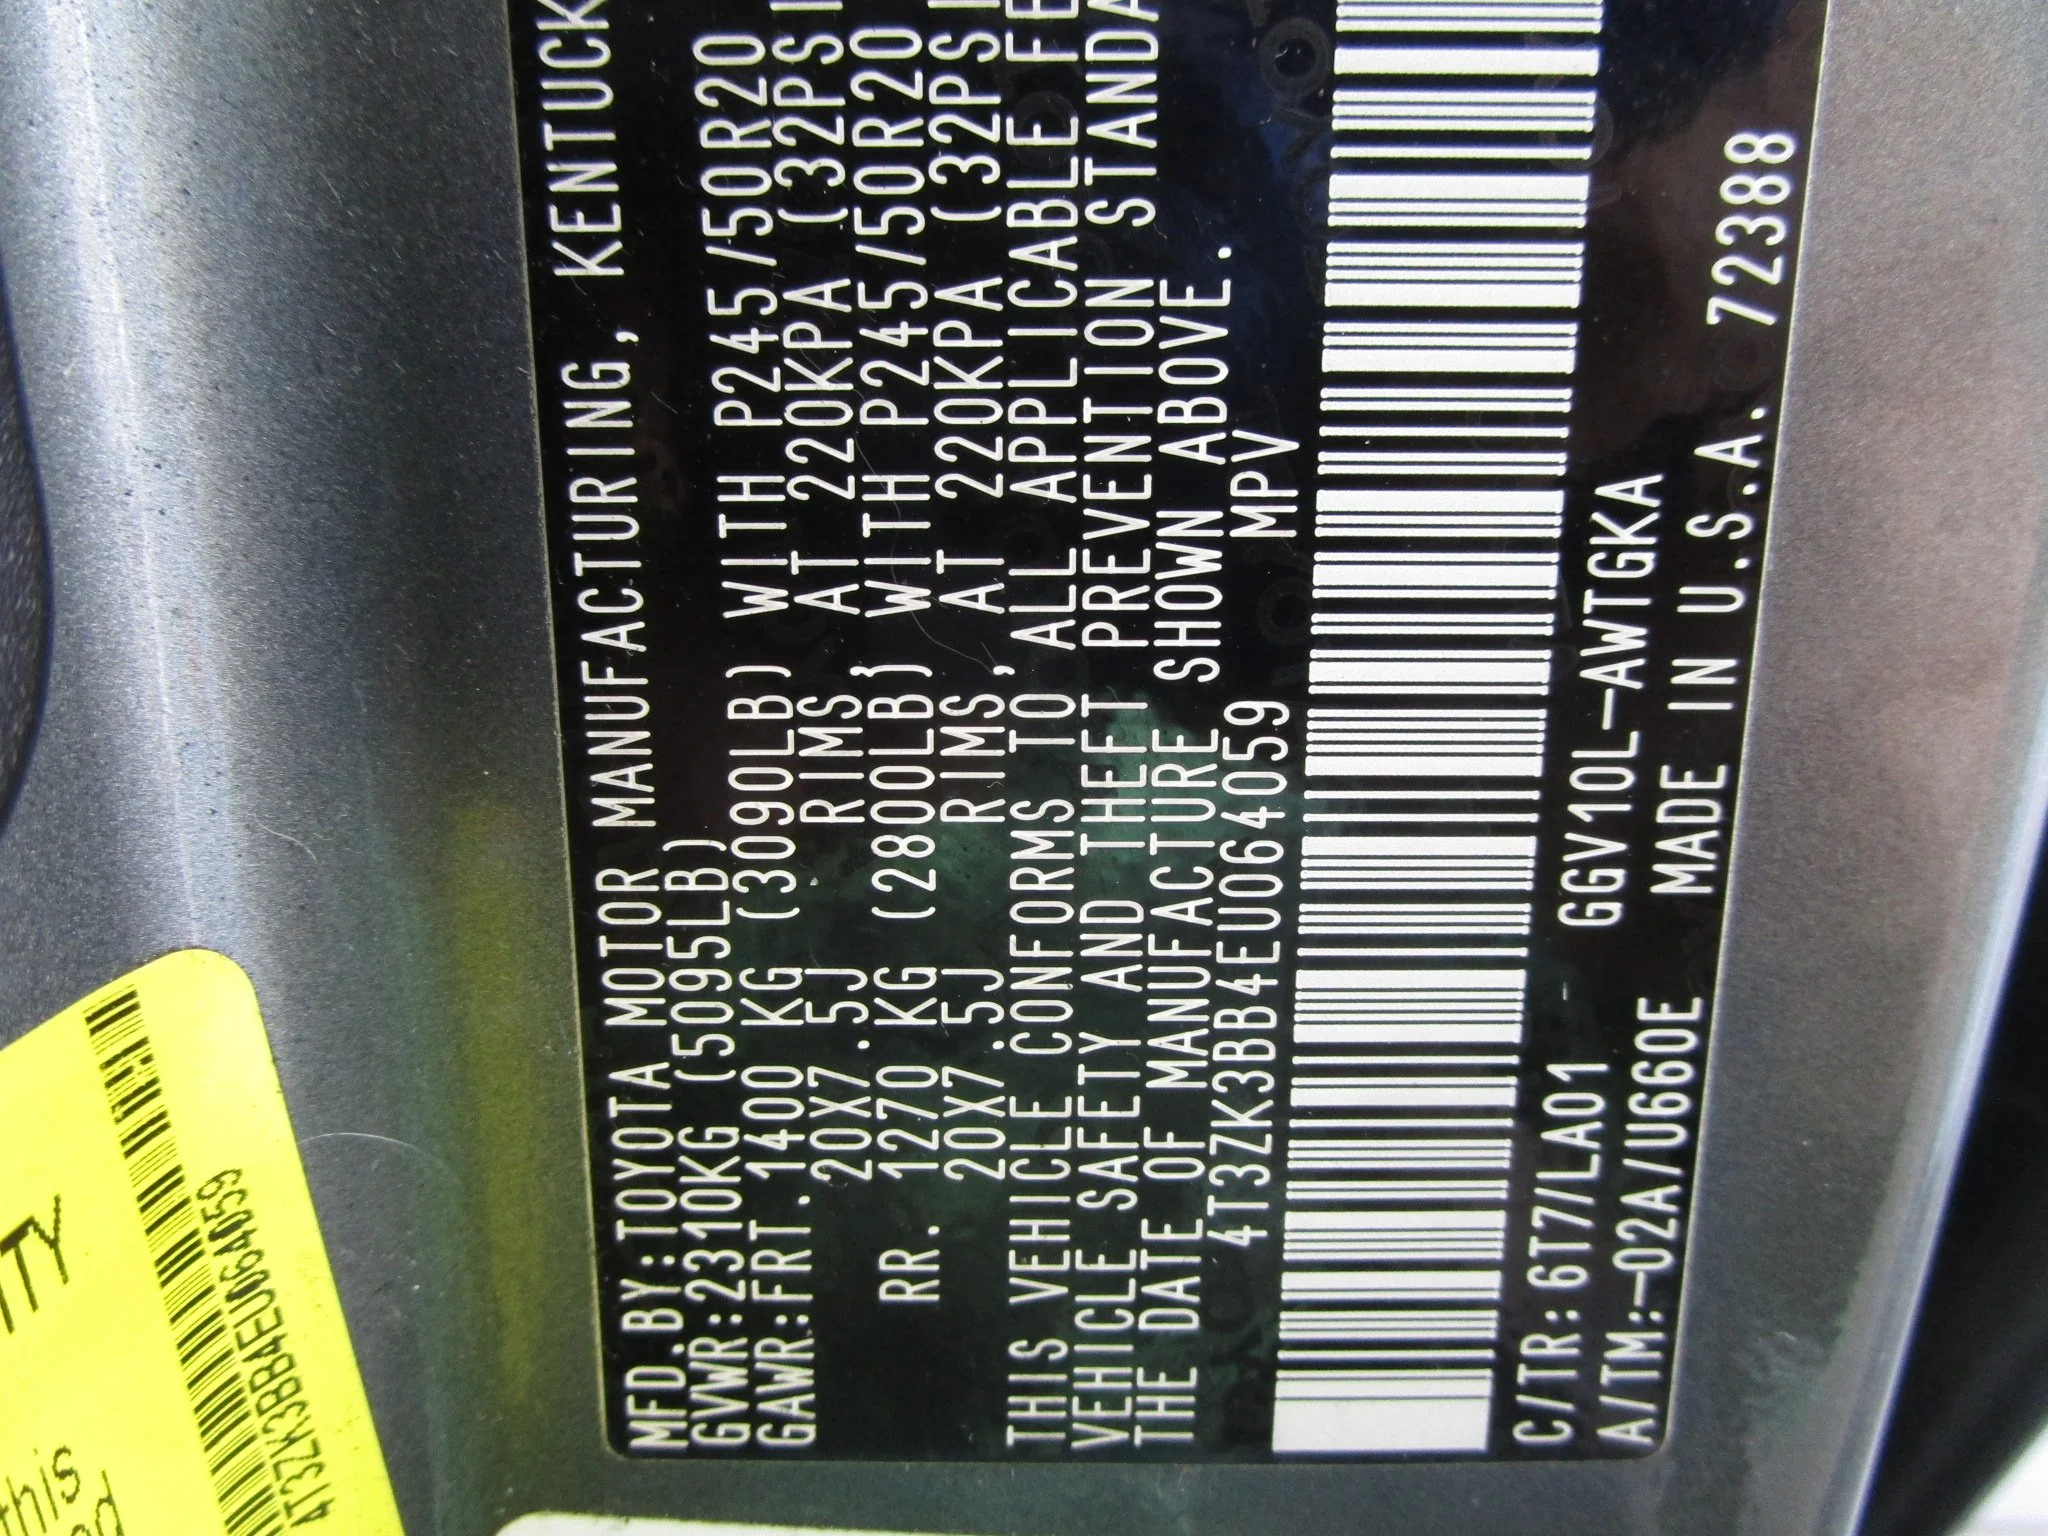 MFD.BY:TOYOTA MOTOR MANUFACTURING, KENTUCK
GVWR:2310KG (5095LB)
GAWR:FRT.1400 KG (3090LB) WITH P245/50R20
20X7.5J RIMS AT 220KPA (32PSI
RR. 1270 KG (2800LB) WITH P245/50R20
20X7.5J RIMS, AT 220KPA (32PSI
THIS VEHICLE CONFORMS TO ALL APPLICABLE FE
VEHICLE SAFETY AND THEFT PREVENTION STANDA
THE DATE OF MANUFACTURE SHOWN ABOVE.
4T3ZK3BB4EU064059 MPV
C/TR:6T7/LA01 GGV10L-AWTGKA
A/TM:-02A/U660E MADE IN U.S.A. 72388
4T3ZK3BB4EU064059
TY
this